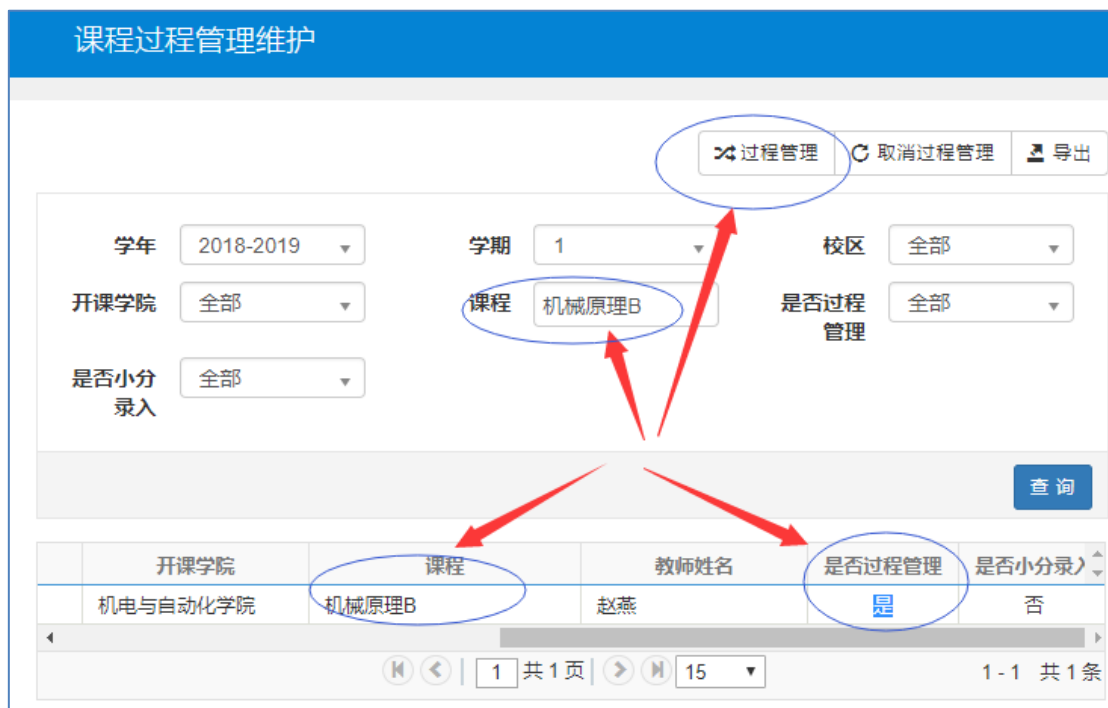 课程过程管理维护
过程管理 取消过程管理 导出
学年 2018-2019 学期 1 校区 全部
开课学院 全部 课程 机械原理B 是否过程 全部
管理
是否小分 全部
录入
查询
开课学院 课程 教师姓名 是否过程管理 是否小分录入
机电与自动化学院 机械原理B 赵燕 是 否
1 共 1 页 15 1 - 1 共 1 条